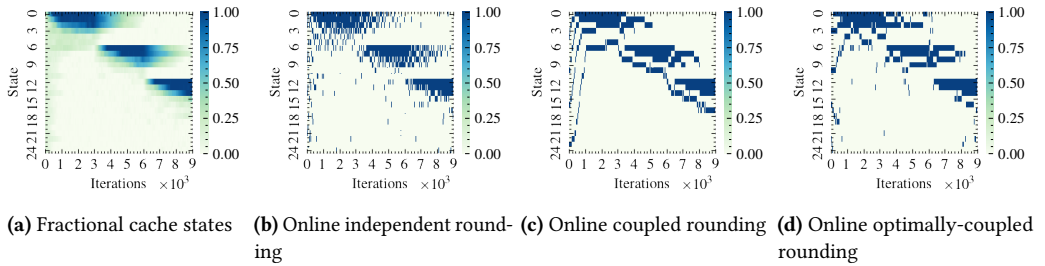 1.00 1.00 1.00 1.00
0 3 6 9 12 15 18 21 24
0 3 6 9 12 15 18 21 24
0 3 6 9 12 15 18 21 24
0 3 6 9 12 15 18 21 24
State State State State
0.75 0.75 0.75 0.75
0.50 0.50 0.50 0.50
0.25 0.25 0.25 0.25
0.00 0.00 0.00 0.00
0 1 2 3 4 5 6 7 8 9
0 1 2 3 4 5 6 7 8 9
0 1 2 3 4 5 6 7 8 9
0 1 2 3 4 5 6 7 8 9
Iterations ×10³ Iterations ×10³ Iterations ×10³ Iterations ×10³
(a) Fractional cache states
(b) Online independent round-
ing
(c) Online coupled rounding
(d) Online optimally-coupled
rounding